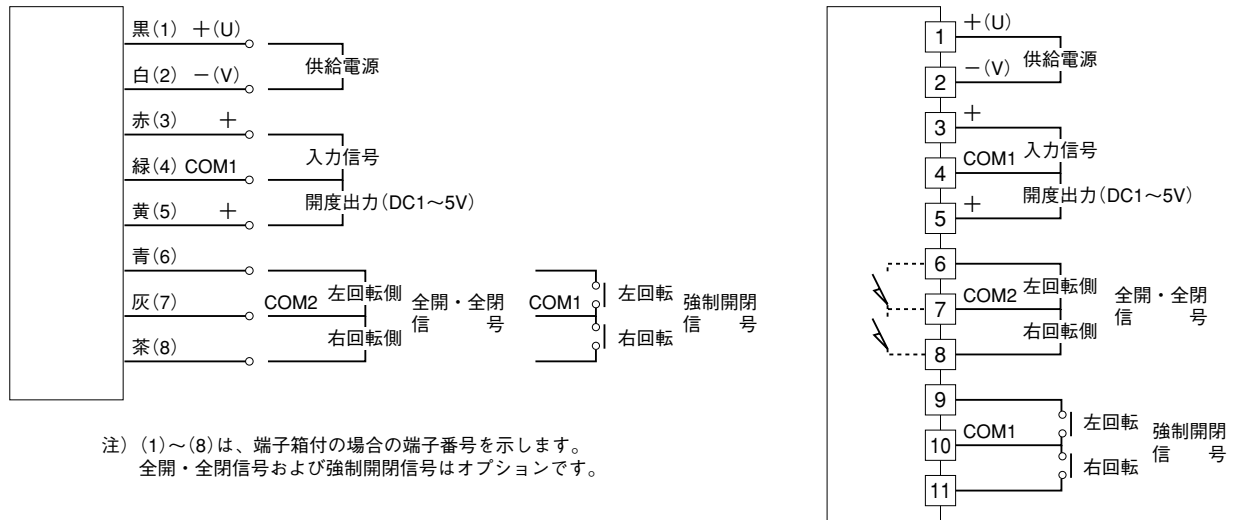 黒(1) +(U)
供給電源
白(2) −(V)
赤(3) +
入力信号
緑(4) COM1
開度出力(DC1～5V)
黄(5) +
青(6)
左回転側
灰(7) COM2
右回転側
茶(8)
全開・全閉
信 号
COM1
左回転
右回転
強制開閉
信 号
注) (1)～(8)は、端子箱付の場合の端子番号を示します。
全開・全閉信号および強制開閉信号はオプションです。
1 +(U)
供給電源
2 −(V)
3 +
入力信号
4 COM1
開度出力(DC1～5V)
5 +
6
左回転側
7 COM2
右回転側
8
全開・全閉
信 号
9
左回転
10 COM1
右回転
11
強制開閉
信 号